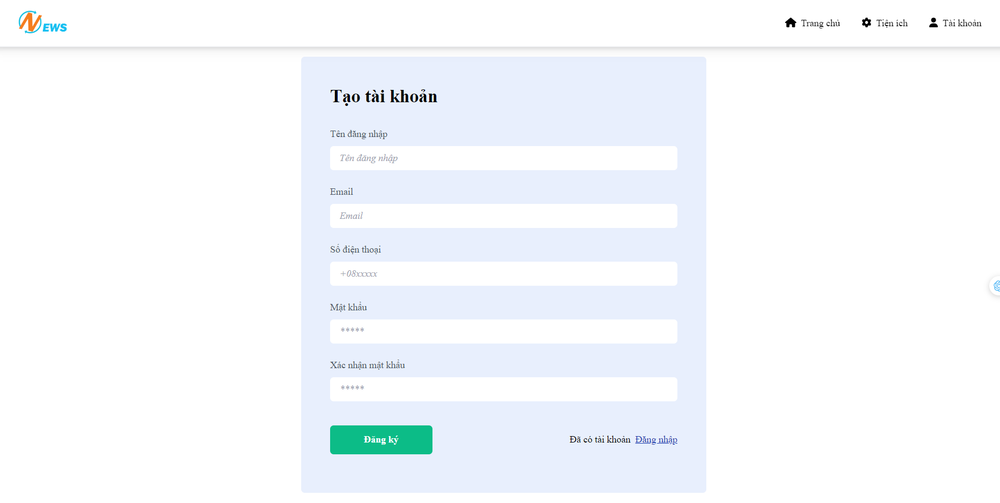 NEWS
Trang chủ
Tiện ích
Tài khoản
Tạo tài khoản
Tên đăng nhập
Tên đăng nhập
Email
Email
Số điện thoại
+08xxxxx
Mật khẩu
*****
Xác nhận mật khẩu
*****
Đăng ký
Đã có tài khoản Đăng nhập